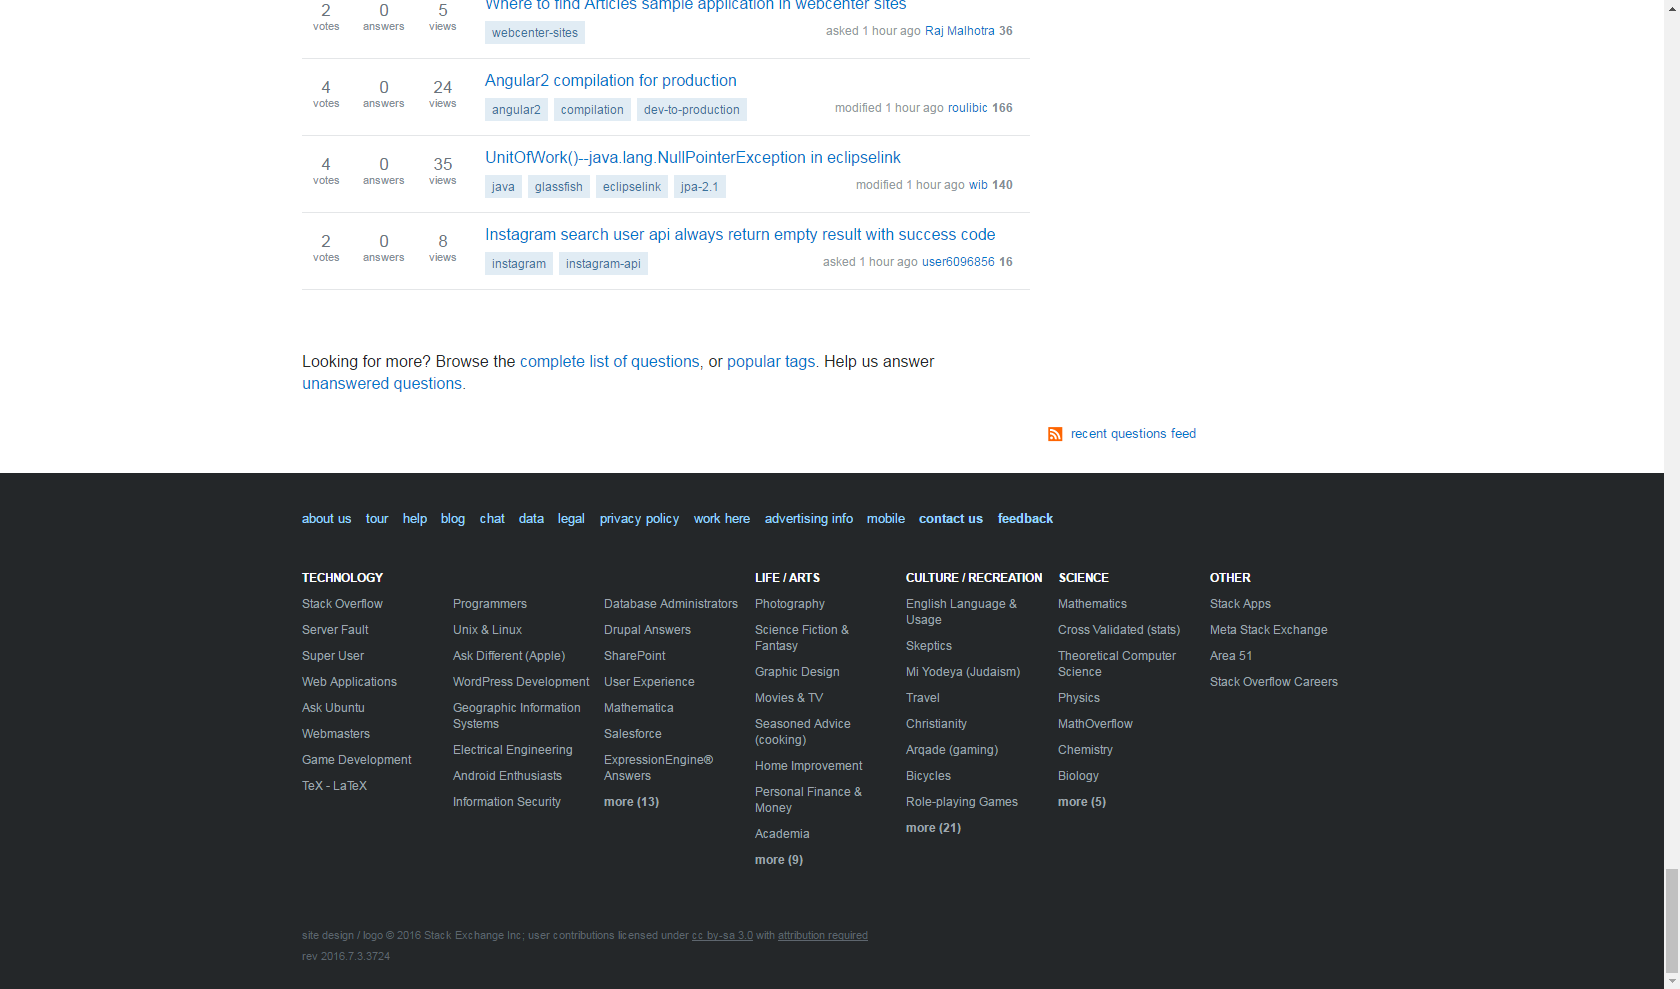 2 0 5 Where to find Articles sample application in webcenter sites
votes answers views
webcenter-sites asked 1 hour ago Raj Malhotra 36
4 0 24 Angular2 compilation for production
votes answers views
angular2 compilation dev-to-production modified 1 hour ago roulibic 166
4 0 35 UnitOfWork()--java.lang.NullPointerException in eclipselink
votes answers views
java glassfish eclipselink jpa-2.1 modified 1 hour ago wib 140
2 0 8 Instagram search user api always return empty result with success code
votes answers views
instagram instagram-api asked 1 hour ago user6096856 16
Looking for more? Browse the complete list of questions, or popular tags. Help us answer
unanswered questions.
recent questions feed
about us tour help blog chat data legal privacy policy work here advertising info mobile contact us feedback
TECHNOLOGY
Stack Overflow
Server Fault
Super User
Web Applications
Ask Ubuntu
Webmasters
Game Development
TeX - LaTeX
Programmers
Unix & Linux
Ask Different (Apple)
WordPress Development
Geographic Information
Systems
Electrical Engineering
Android Enthusiasts
Information Security
Database Administrators
Drupal Answers
SharePoint
User Experience
Mathematica
Salesforce
ExpressionEngine®
Answers
more (13)
LIFE / ARTS
Photography
Science Fiction &
Fantasy
Graphic Design
Movies & TV
Seasoned Advice
(cooking)
Home Improvement
Personal Finance &
Money
Academia
more (9)
CULTURE / RECREATION
English Language &
Usage
Skeptics
Mi Yodeya (Judaism)
Travel
Christianity
Arqade (gaming)
Bicycles
Role-playing Games
more (21)
SCIENCE
Mathematics
Cross Validated (stats)
Theoretical Computer
Science
Physics
MathOverflow
Chemistry
Biology
more (5)
OTHER
Stack Apps
Meta Stack Exchange
Area 51
Stack Overflow Careers
site design / logo © 2016 Stack Exchange Inc; user contributions licensed under cc by-sa 3.0 with attribution required
rev 2016.7.3.3724